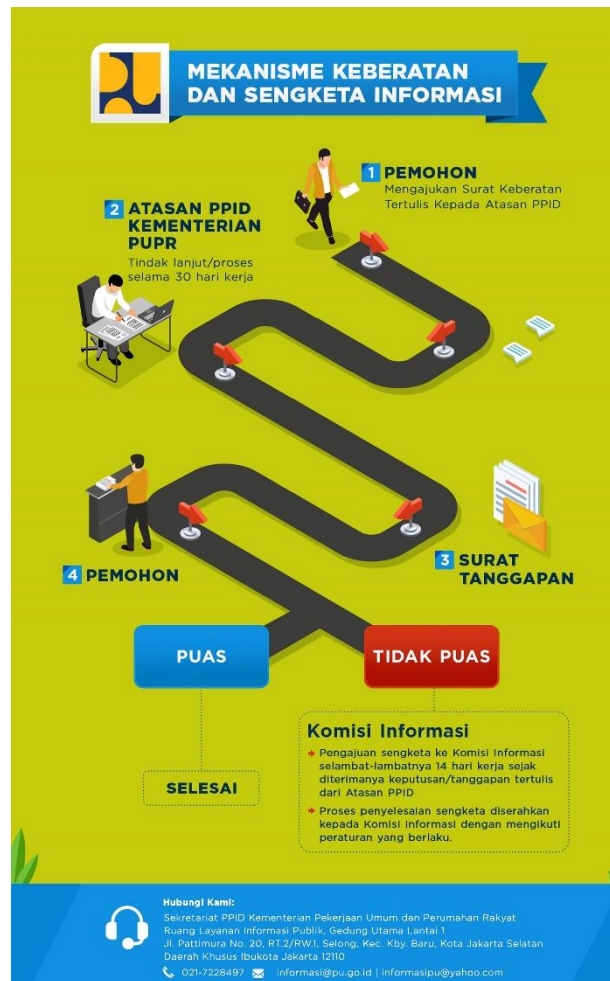 MEKANISME KEBERATAN
DAN SENGKETA INFORMASI
1 PEMOHON
Mengajukan Surat Keberatan
Tertulis Kepada Atasan PPID
2 ATASAN PPID
KEMENTERIAN
PUPR
Tindak lanjut/proses
selama 30 hari kerja
3 SURAT
TANGGAPAN
4 PEMOHON
PUAS
TIDAK PUAS
SELESAI
Komisi Informasi
Pengajuan sengketa ke Komisi Informasi
selambat-lambatnya 14 hari kerja sejak
diterimanya keputusan/tanggapan tertulis
dari Atasan PPID
Proses penyelesaian sengketa diserahkan
kepada Komisi Informasi dengan mengikuti
peraturan yang berlaku.
Hubungi Kami:
Sekretariat PPID Kementerian Pekerjaan Umum dan Perumahan Rakyat
Ruang Layanan Informasi Publik, Gedung Utama Lantai 1
Jl. Pattimura No. 20, RT.2/RW.1, Selong, Kec. Kby. Baru, Kota Jakarta Selatan
Daerah Khusus Ibukota Jakarta 12110
021-7228497 informasi@pu.go.id | informasipu@yahoo.com